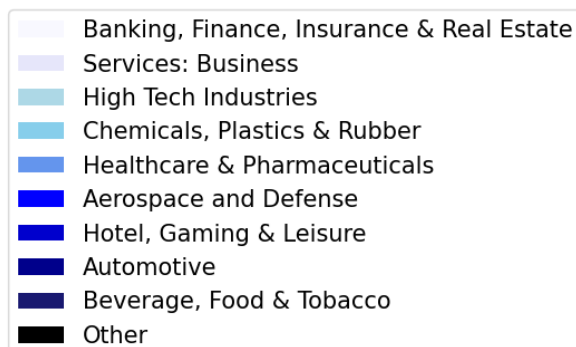 Banking, Finance, Insurance & Real Estate
Services: Business
High Tech Industries
Chemicals, Plastics & Rubber
Healthcare & Pharmaceuticals
Aerospace and Defense
Hotel, Gaming & Leisure
Automotive
Beverage, Food & Tobacco
Other